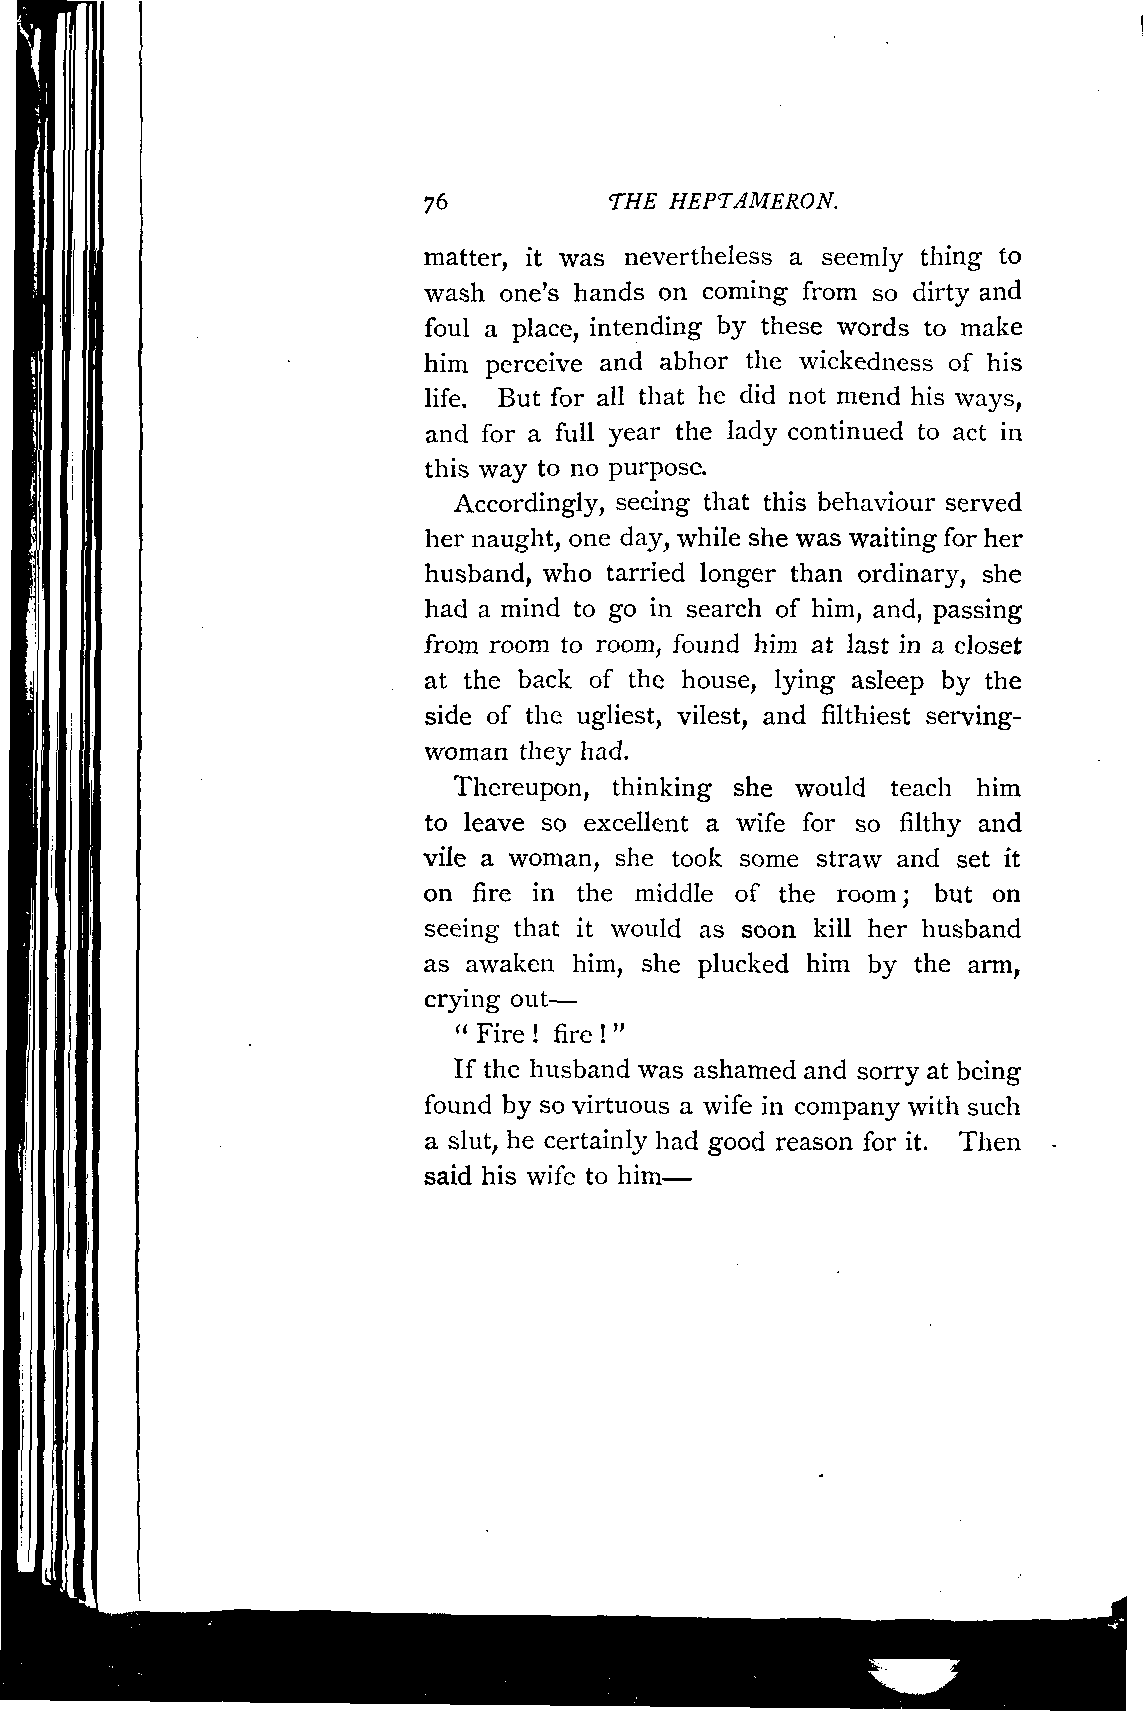 76 THE HEPTAMERON.
matter, it was nevertheless a seemly thing to
wash one's hands on coming from so dirty and
foul a place, intending by these words to make
him perceive and abhor the wickedness of his
life. But for all that he did not mend his ways,
and for a full year the lady continued to act in
this way to no purpose.
Accordingly, seeing that this behaviour served
her naught, one day, while she was waiting for her
husband, who tarried longer than ordinary, she
had a mind to go in search of him, and, passing
from room to room, found him at last in a closet
at the back of the house, lying asleep by the
side of the ugliest, vilest, and filthiest serving-
woman they had.
Thereupon, thinking she would teach him
to leave so excellent a wife for so filthy and
vile a woman, she took some straw and set it
on fire in the middle of the room; but on
seeing that it would as soon kill her husband
as awaken him, she plucked him by the arm,
crying out—
" Fire ! fire ! "
If the husband was ashamed and sorry at being
found by so virtuous a wife in company with such
a slut, he certainly had good reason for it. Then
said his wife to him—